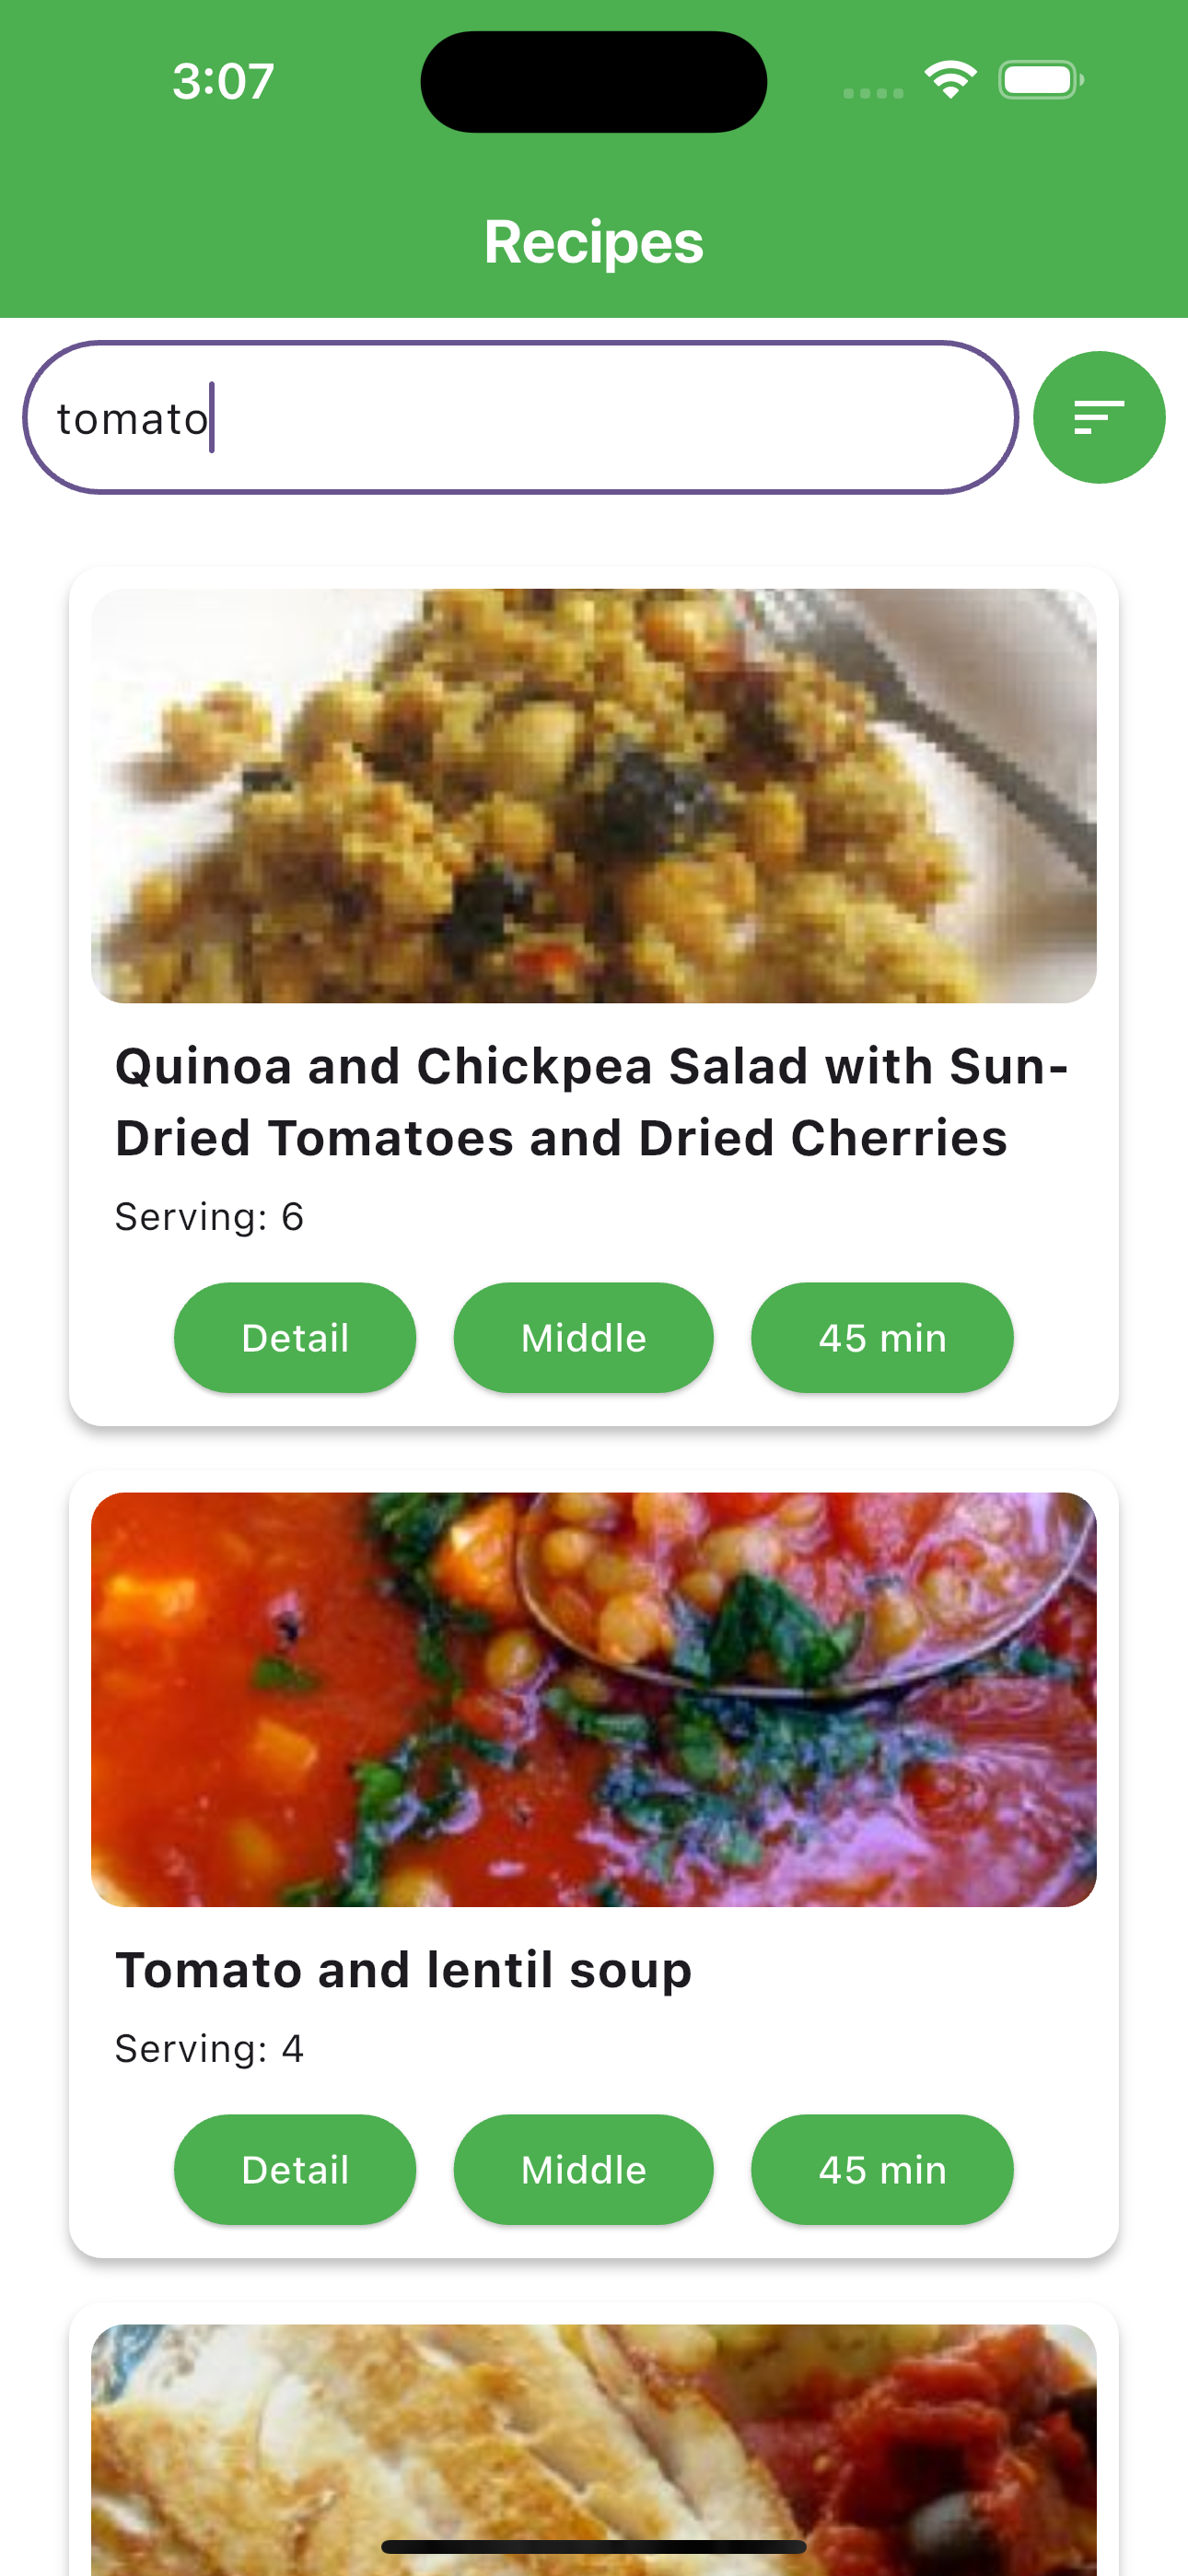 3:07
Recipes
tomato
Quinoa and Chickpea Salad with Sun-
Dried Tomatoes and Dried Cherries
Serving: 6
Detail Middle 45 min
Tomato and lentil soup
Serving: 4
Detail Middle 45 min